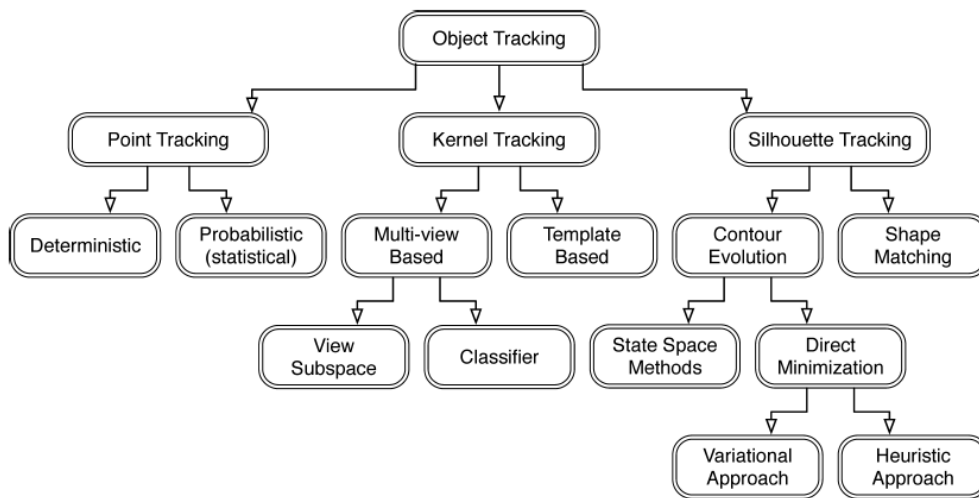 Object Tracking
Point Tracking
Kernel Tracking
Silhouette Tracking
Deterministic
Probabilistic
(statistical)
Multi-view
Based
Template
Based
Contour
Evolution
Shape
Matching
View
Subspace
Classifier
State Space
Methods
Direct
Minimization
Variational
Approach
Heuristic
Approach